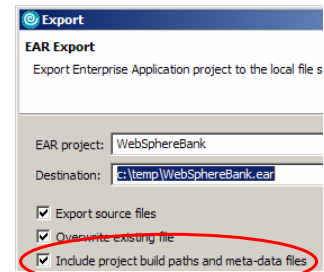 Export
EAR Export
Export Enterprise Application project to the local file s
EAR project: WebSphereBank
Destination: c:\temp\WebSphereBank.ear
Export source files
Overwrite existing file
Include project build paths and meta-data files